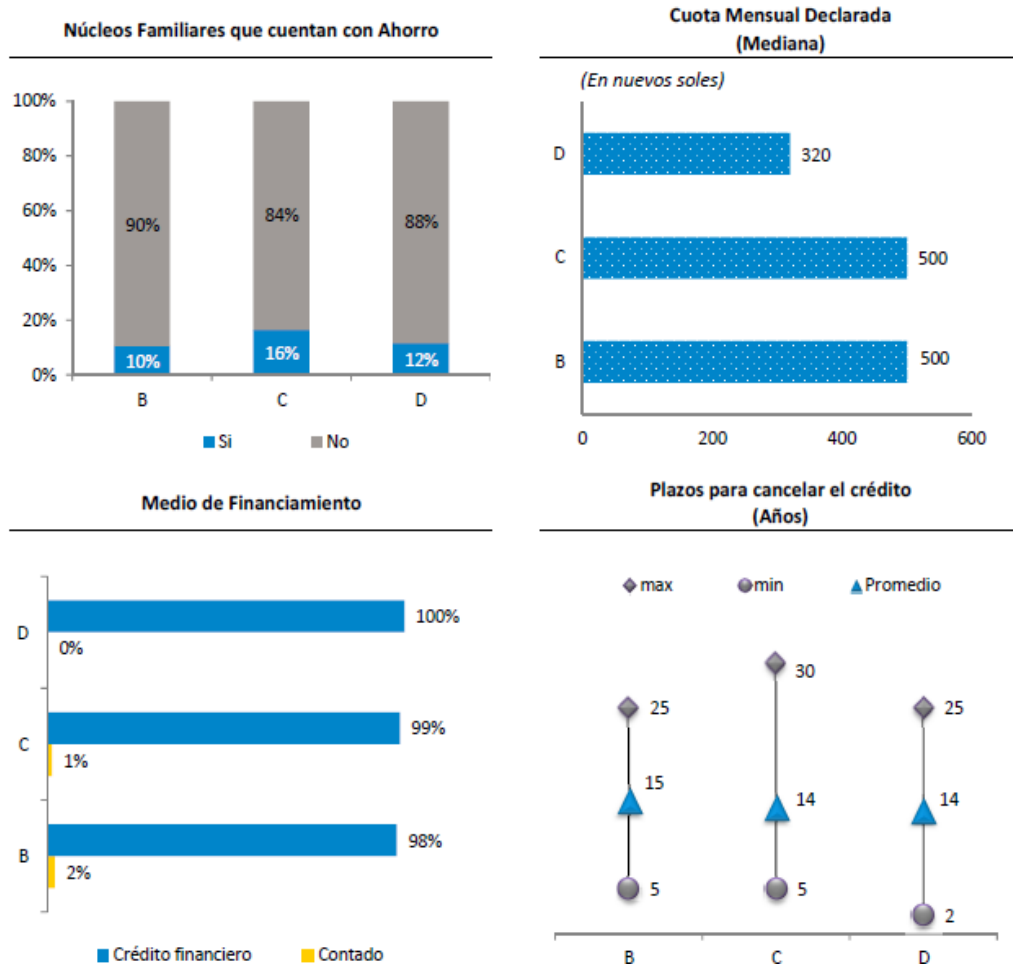 Núcleos Familiares que cuentan con Ahorro
100%
80%
60%
40%
20%
0%
90%
84%
88%
10%
16%
12%
B
C
D
Si
No
Cuota Mensual Declarada
(Mediana)
(En nuevos soles)
D
320
C
500
B
500
0
200
400
600
Medio de Financiamiento
D
100%
0%
C
99%
1%
B
98%
2%
Crédito financiero
Contado
Plazos para cancelar el crédito
(Años)
max
min
Promedio
25
30
25
15
14
14
5
5
2
B
C
D